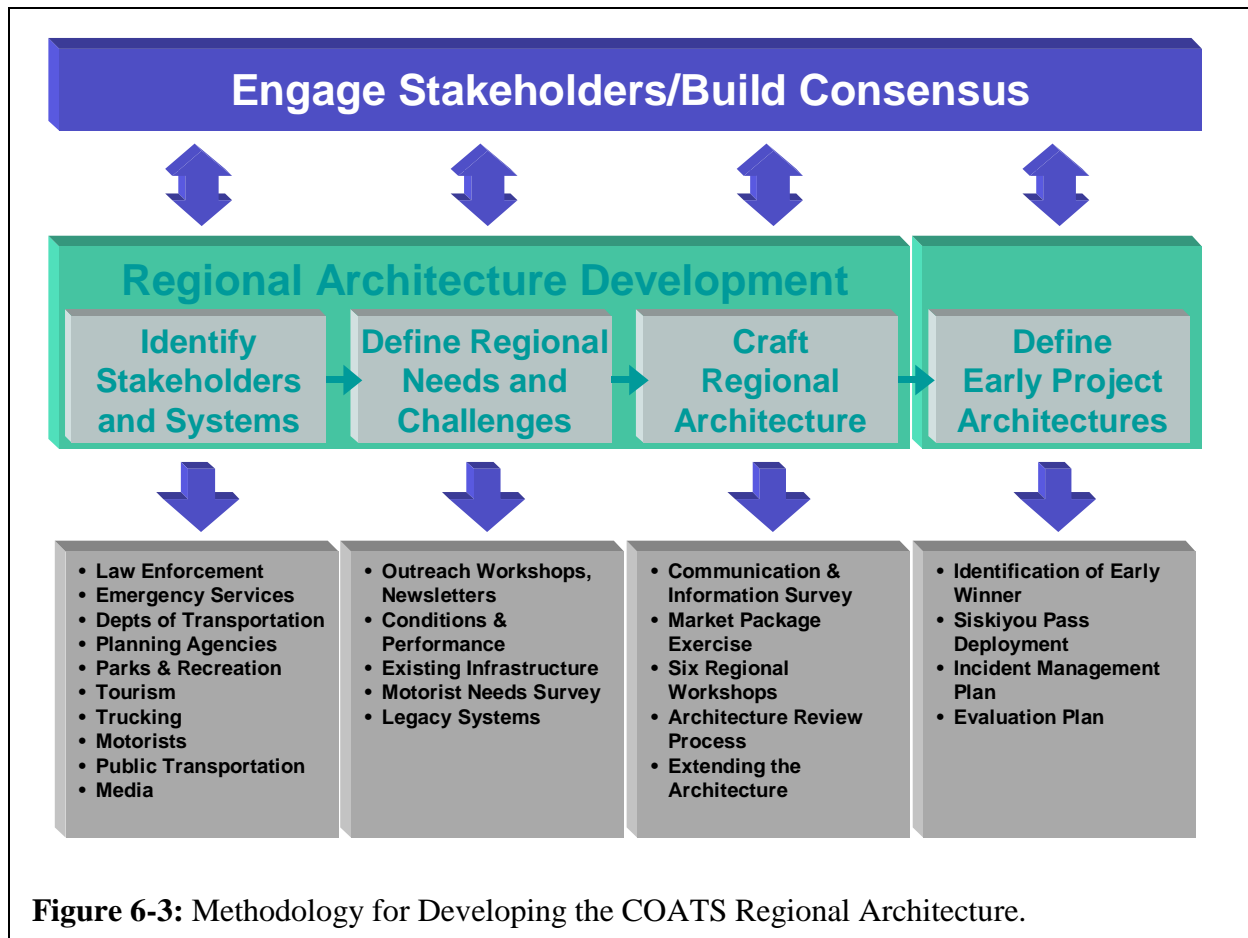 Engage Stakeholders/Build Consensus
Regional Architecture Development
Identify
Stakeholders
and Systems
Define Regional
Needs and
Challenges
Craft
Regional
Architecture
Define
Early Project
Architectures
• Law Enforcement
• Emergency Services
• Depts of Transportation
• Planning Agencies
• Parks & Recreation
• Tourism
• Trucking
• Motorists
• Public Transportation
• Media
• Outreach Workshops,
Newsletters
• Conditions &
Performance
• Existing Infrastructure
• Motorist Needs Survey
• Legacy Systems
• Communication &
Information Survey
• Market Package
Exercise
• Six Regional
Workshops
• Architecture Review
Process
• Extending the
Architecture
• Identification of Early
Winner
• Siskiyou Pass
Deployment
• Incident Management
Plan
• Evaluation Plan
Figure 6-3: Methodology for Developing the COATS Regional Architecture.